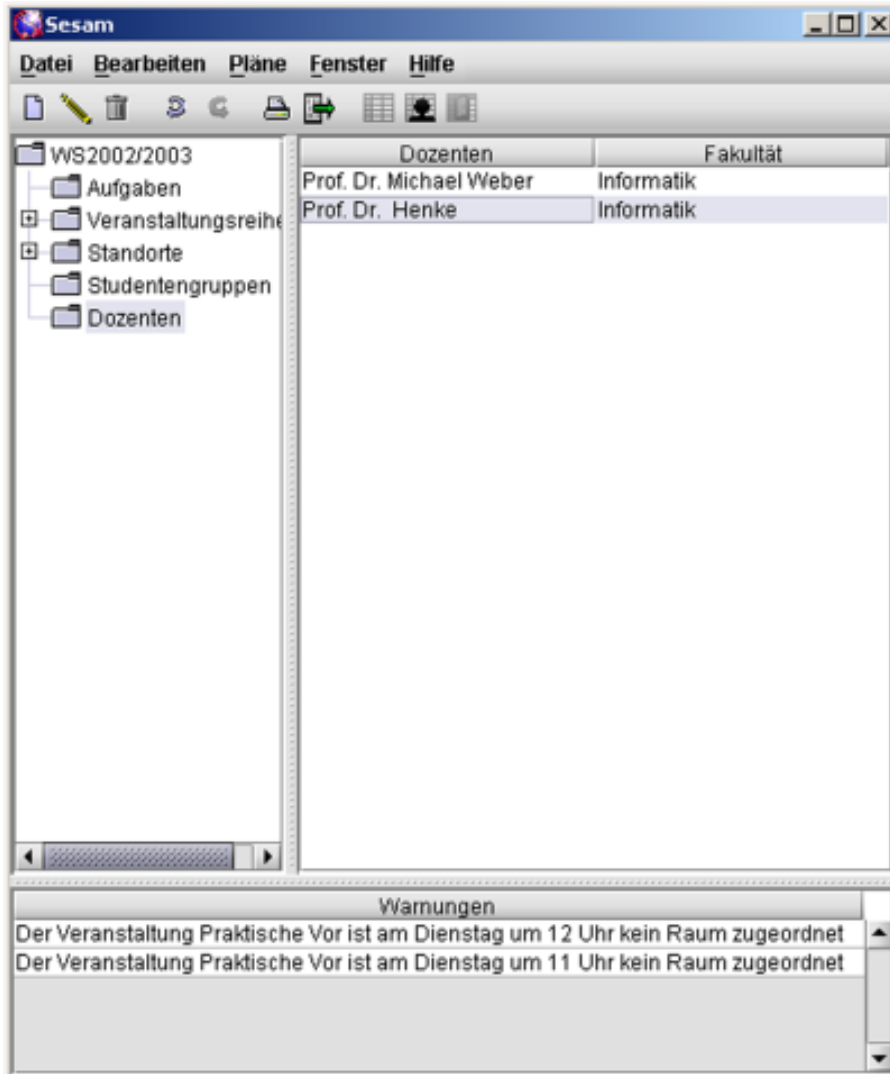 Sesam
Datei Bearbeiten Pläne Fenster Hilfe
WS2002/2003
Aufgaben
Veranstaltungsreihe
Standorte
Studentengruppen
Dozenten
Dozenten Fakultät
Prof. Dr. Michael Weber Informatik
Prof. Dr. Henke Informatik
Warnungen
Der Veranstaltung Praktische Vor ist am Dienstag um 12 Uhr kein Raum zugeordnet
Der Veranstaltung Praktische Vor ist am Dienstag um 11 Uhr kein Raum zugeordnet